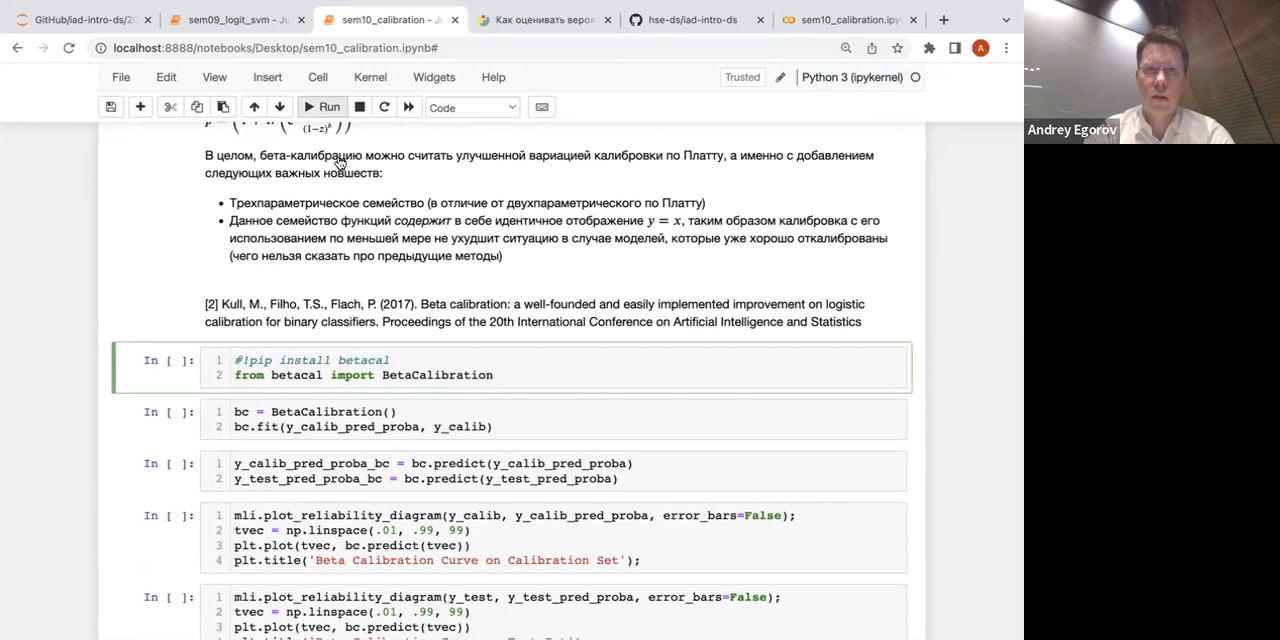 GitHub/iad-intro-ds/20
sem09_logit_svm - Ju
sem10_calibration - J
Как оценивать вероя
hse-ds/iad-intro-ds
sem10_calibration.ipyn
localhost:8888/notebooks/Desktop/sem10_calibration.ipynb#
A
File Edit View Insert Cell Kernel Widgets Help
Trusted
Python 3 (ipykernel)
Run
Code
Andrey Egorov
В целом, бета-калибрацию можно считать улучшенной вариацией калибровки по Платту, а именно с добавлением
следующих важных новшеств:
• Трехпараметрическое семейство (в отличие от двухпараметрического по Платту)
• Данное семейство функций содержит в себе идентичное отображение y = x, таким образом калибровка с его
использованием по меньшей мере не ухудшит ситуацию в случае моделей, которые уже хорошо откалиброваны
(чего нельзя сказать про предыдущие методы)
[2] Kull, M., Filho, T.S., Flach, P. (2017). Beta calibration: a well-founded and easily implemented improvement on logistic
calibration for binary classifiers. Proceedings of the 20th International Conference on Artificial Intelligence and Statistics
In [ ]:
1 #!pip install betacal
2 from betacal import BetaCalibration
In [ ]:
1 bc = BetaCalibration()
2 bc.fit(y_calib_pred_proba, y_calib)
In [ ]:
1 y_calib_pred_proba_bc = bc.predict(y_calib_pred_proba)
2 y_test_pred_proba_bc = bc.predict(y_test_pred_proba)
In [ ]:
1 mli.plot_reliability_diagram(y_calib, y_calib_pred_proba, error_bars=False);
2 tvec = np.linspace(.01, .99, 99)
3 plt.plot(tvec, bc.predict(tvec))
4 plt.title('Beta Calibration Curve on Calibration Set');
In [ ]:
1 mli.plot_reliability_diagram(y_test, y_test_pred_proba, error_bars=False);
2 tvec = np.linspace(.01, .99, 99)
3 plt.plot(tvec, bc.predict(tvec))